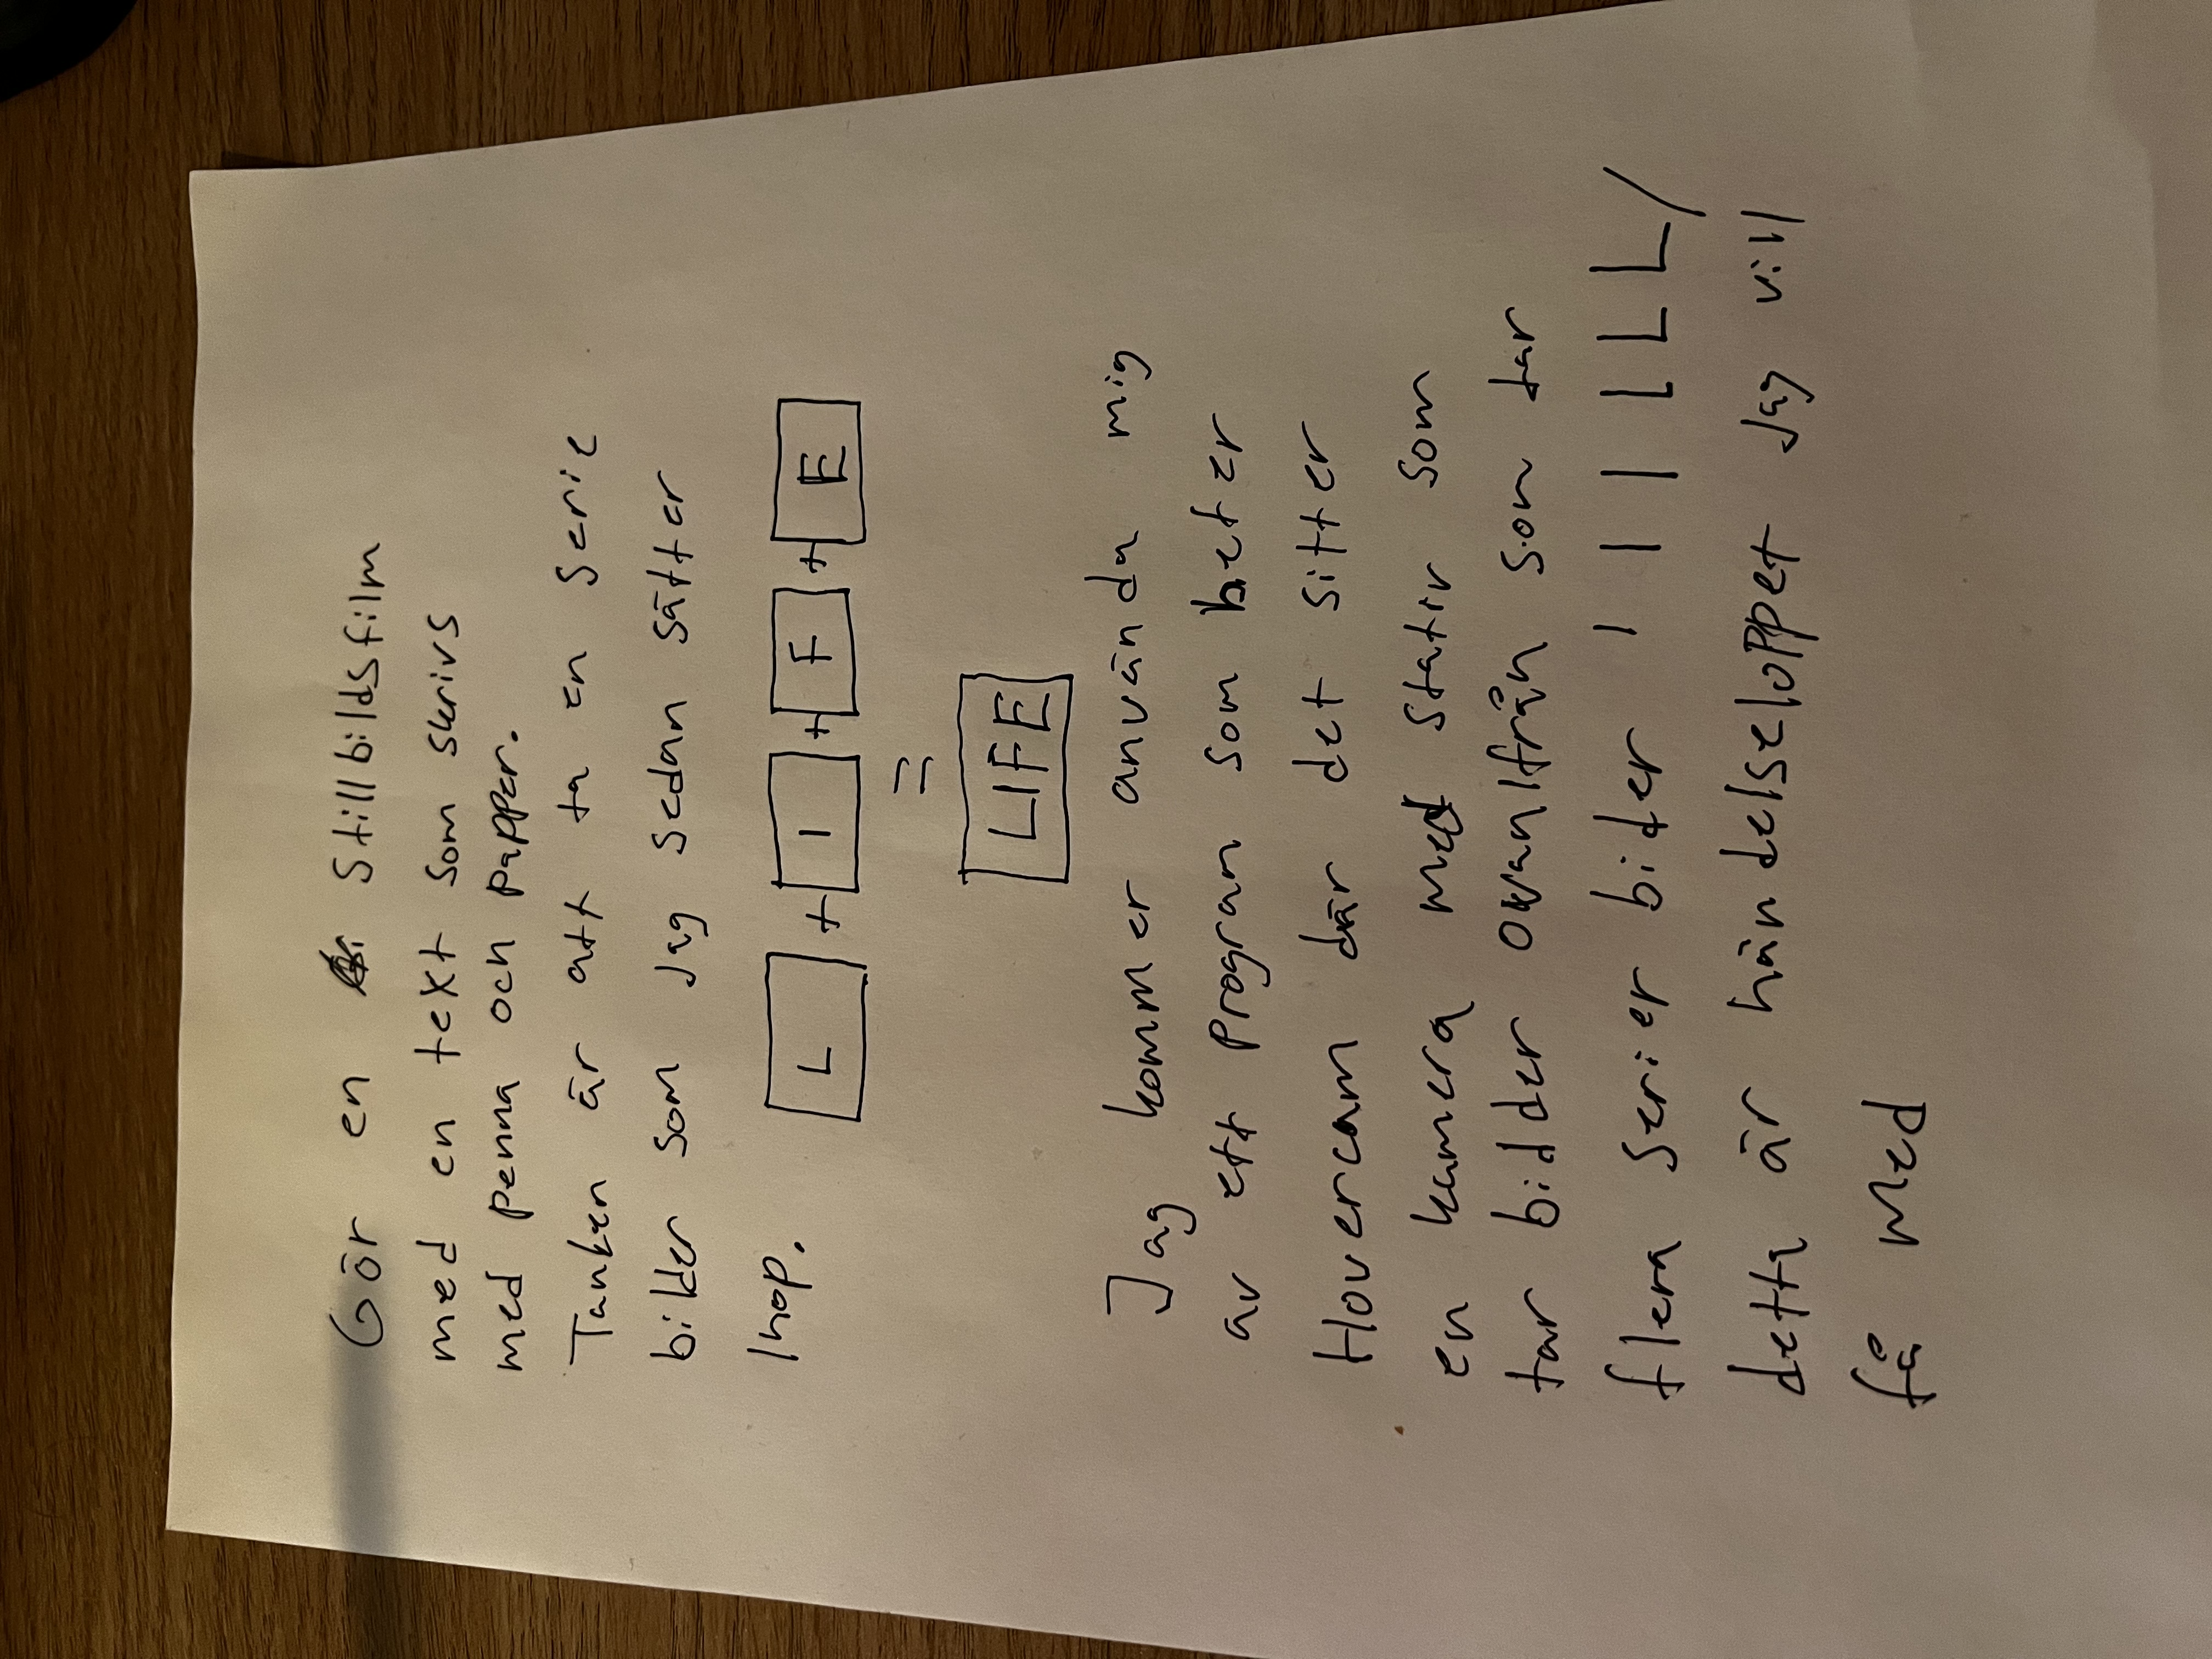 Gör en Stillbildsfilm
med en text som skrivs
med penna och papper.
Tanken är att ta en serie
bilder som jag sedan sätter
Ihop.
L + I + F + E
=
LIFE
Jag kommer använda mig
av ett program som heter
Hovercam där det sitter
en kamera med stativ som
tar bidder ovanifrån som tar
flera serier bider ' | | L L L /
detta är händelseloppet jag vill
få med